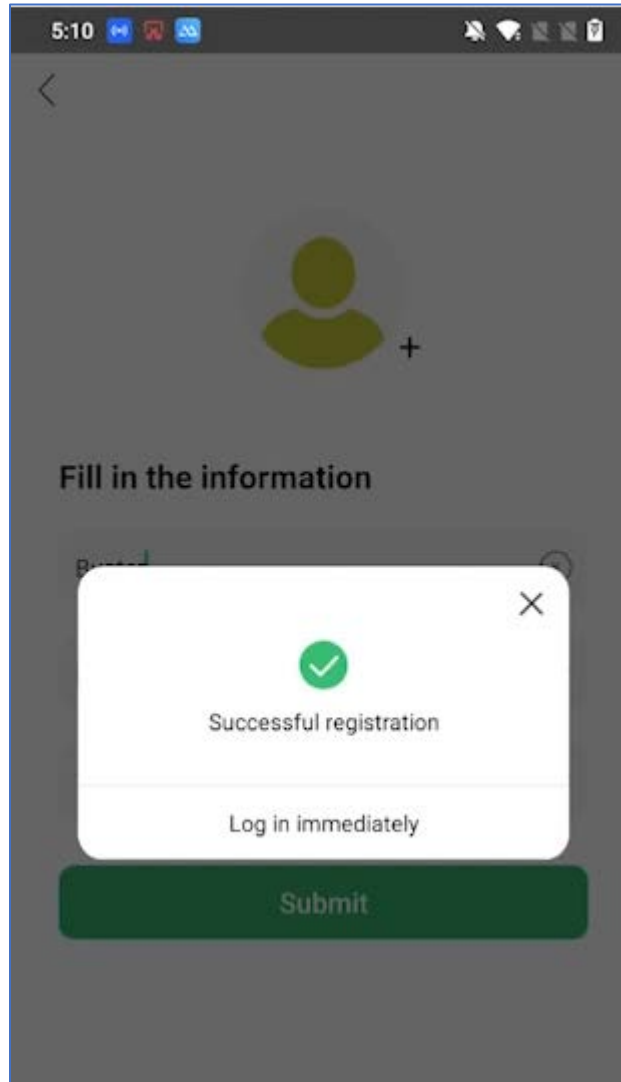 5:10
Fill in the information
Successful registration
Log in immediately
Submit